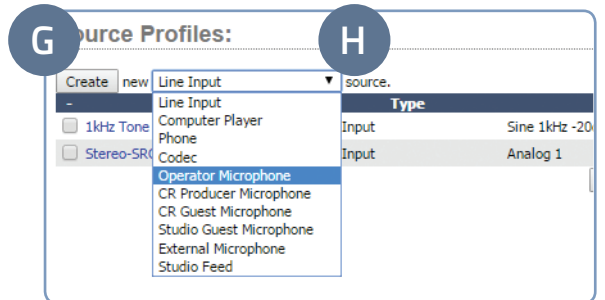 G
H
ource Profiles:
Create new Line Input ▼ source.
- Type
Line Input
Computer Player
Phone
Codec
Operator Microphone
CR Producer Microphone
CR Guest Microphone
Studio Guest Microphone
External Microphone
Studio Feed
1kHz Tone Input Sine 1kHz -20
Stereo-SRC Input Analog 1